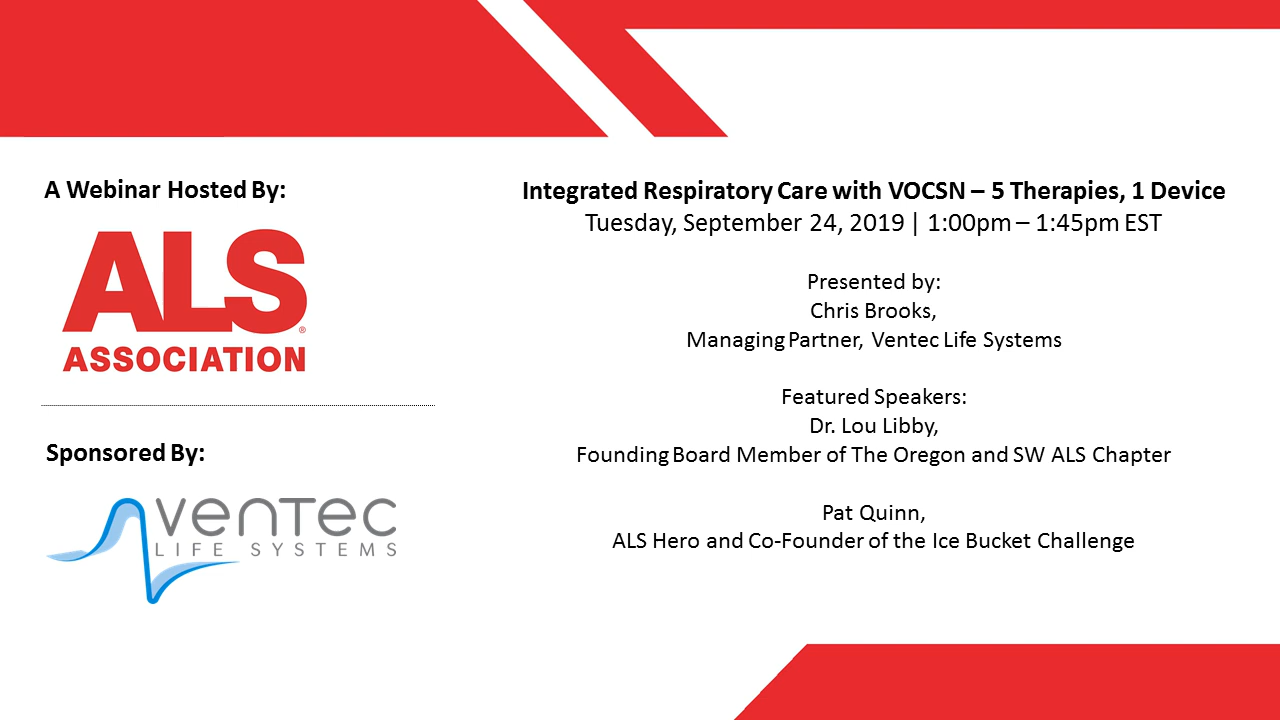 A Webinar Hosted By:
ALS
ASSOCIATION
®
Sponsored By:
VENTEC
LIFE SYSTEMS
Integrated Respiratory Care with VOCSN – 5 Therapies, 1 Device
Tuesday, September 24, 2019 | 1:00pm – 1:45pm EST
Presented by:
Chris Brooks,
Managing Partner, Ventec Life Systems
Featured Speakers:
Dr. Lou Libby,
Founding Board Member of The Oregon and SW ALS Chapter
Pat Quinn,
ALS Hero and Co-Founder of the Ice Bucket Challenge